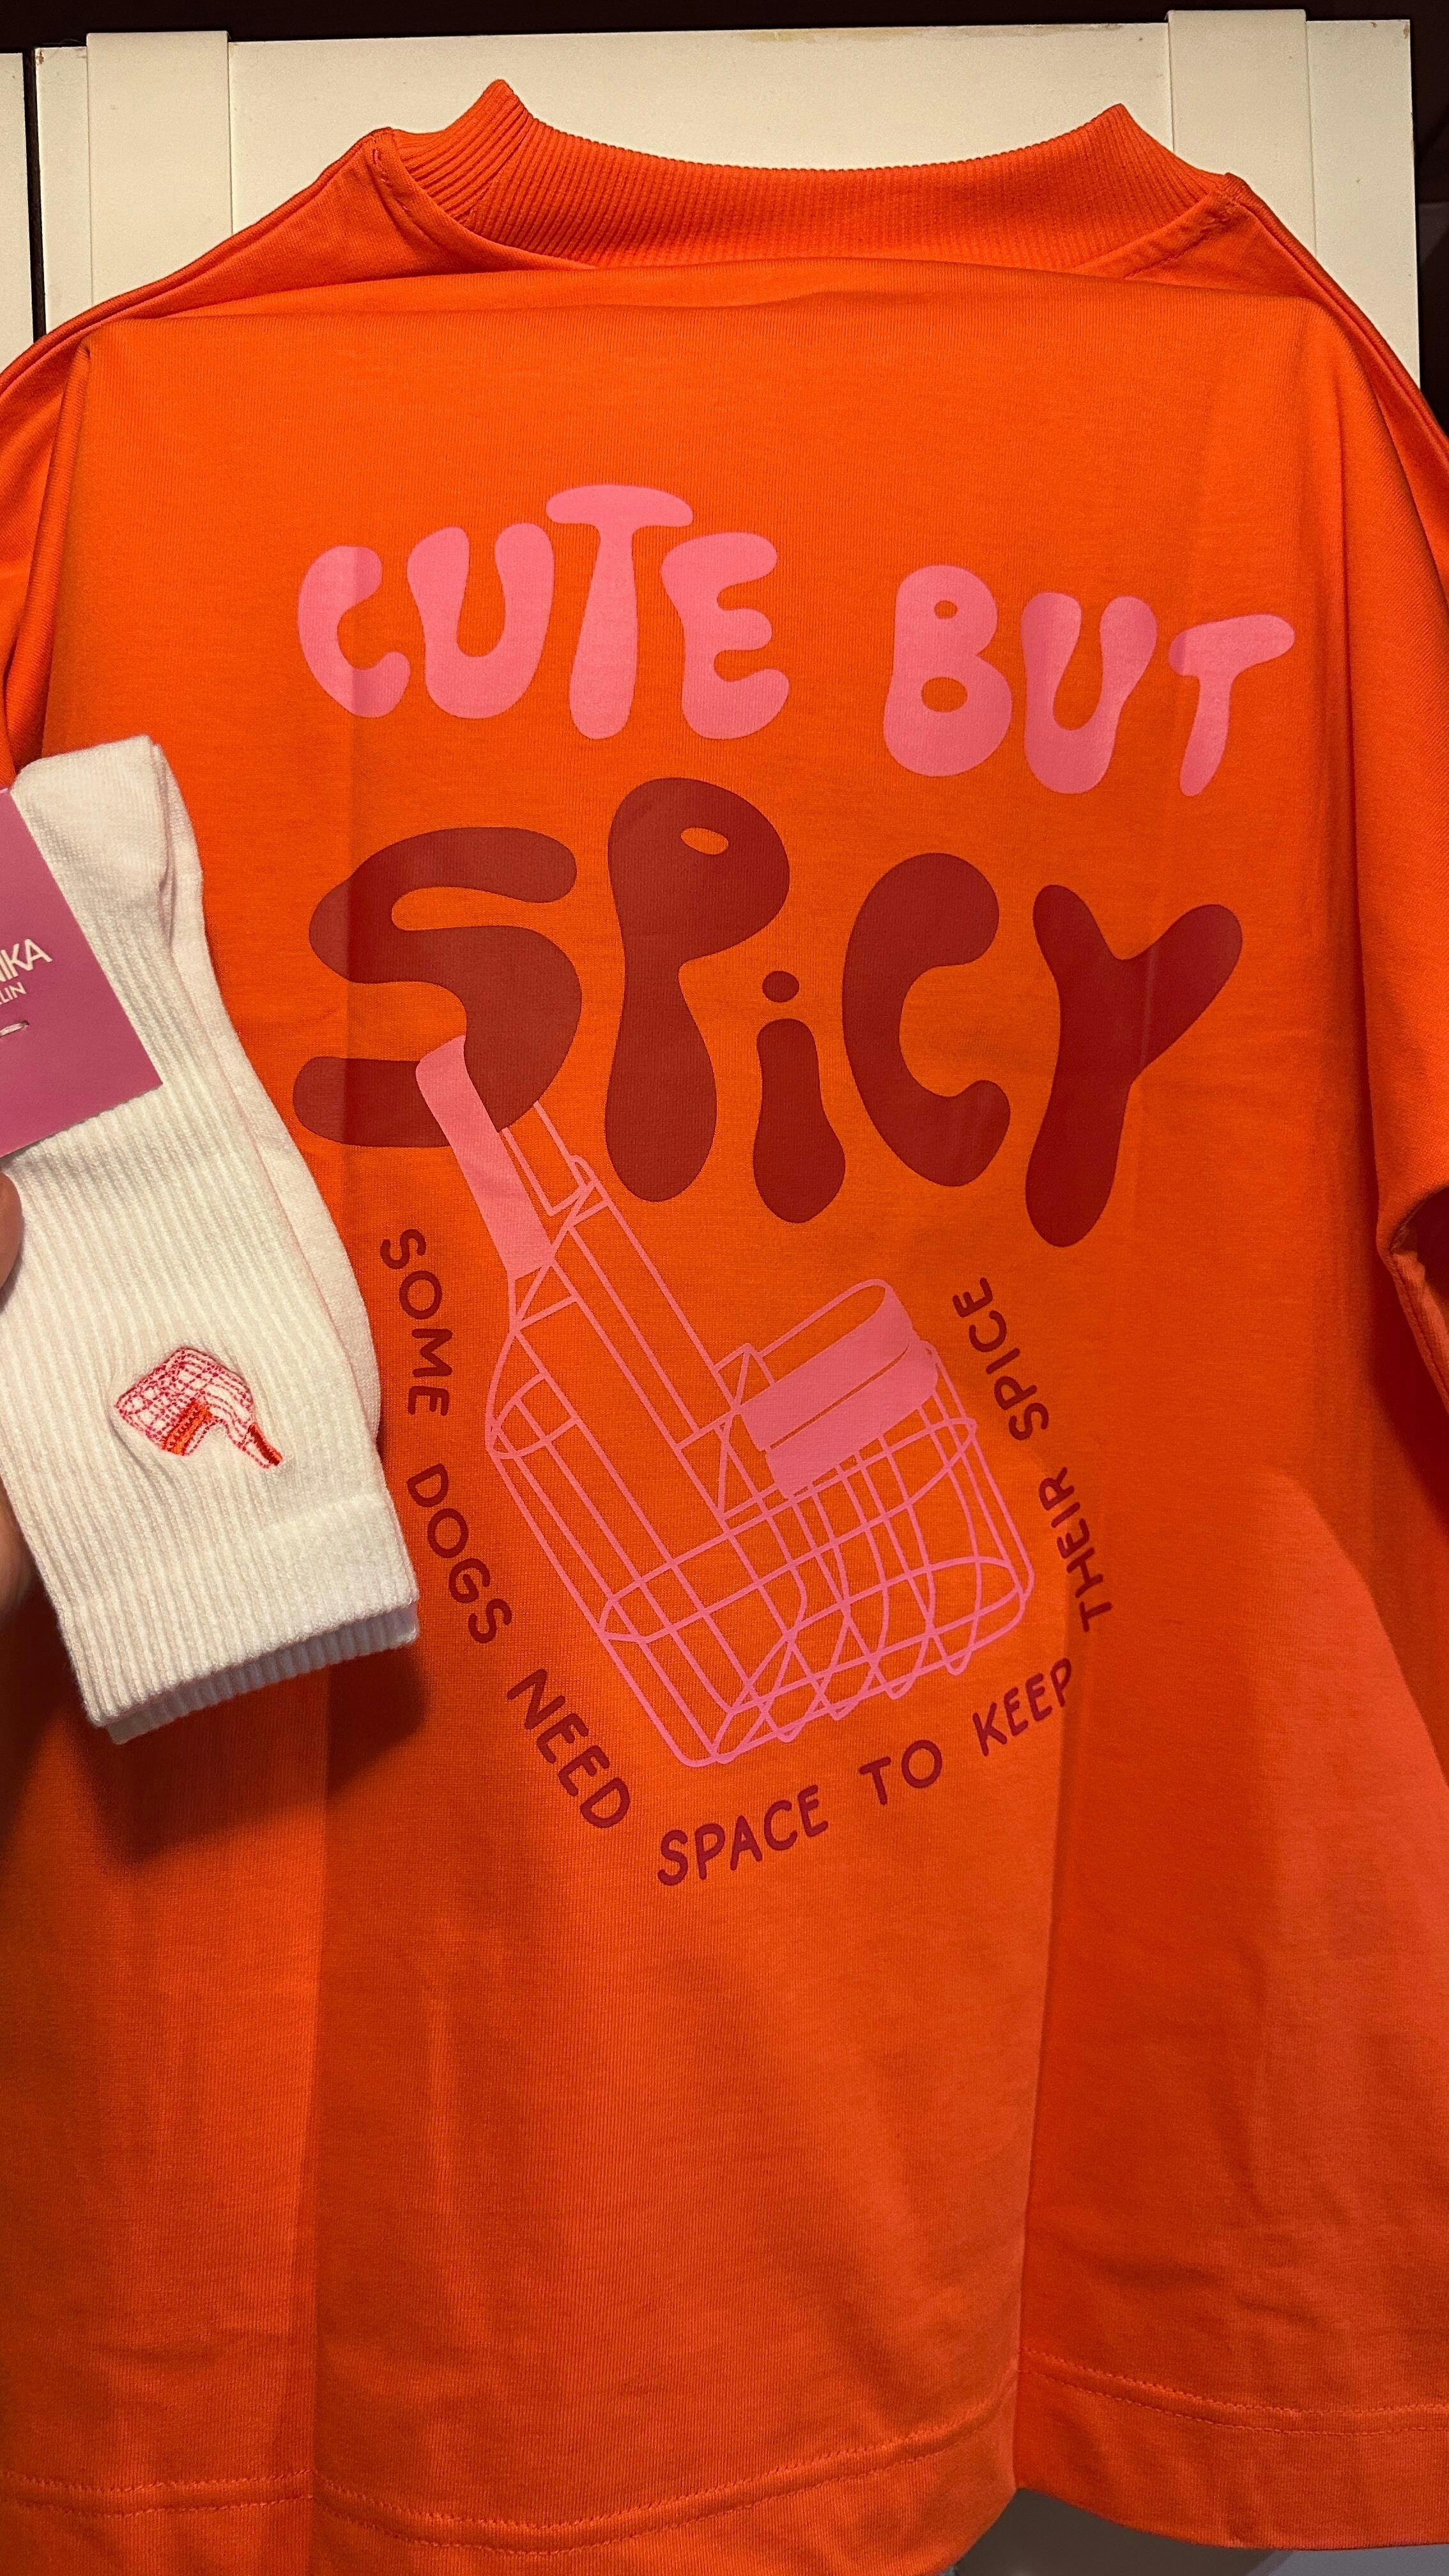 CUTE BUT
SPiCY
SOME DOGS NEED SPACE TO KEEP THEIR SPICE